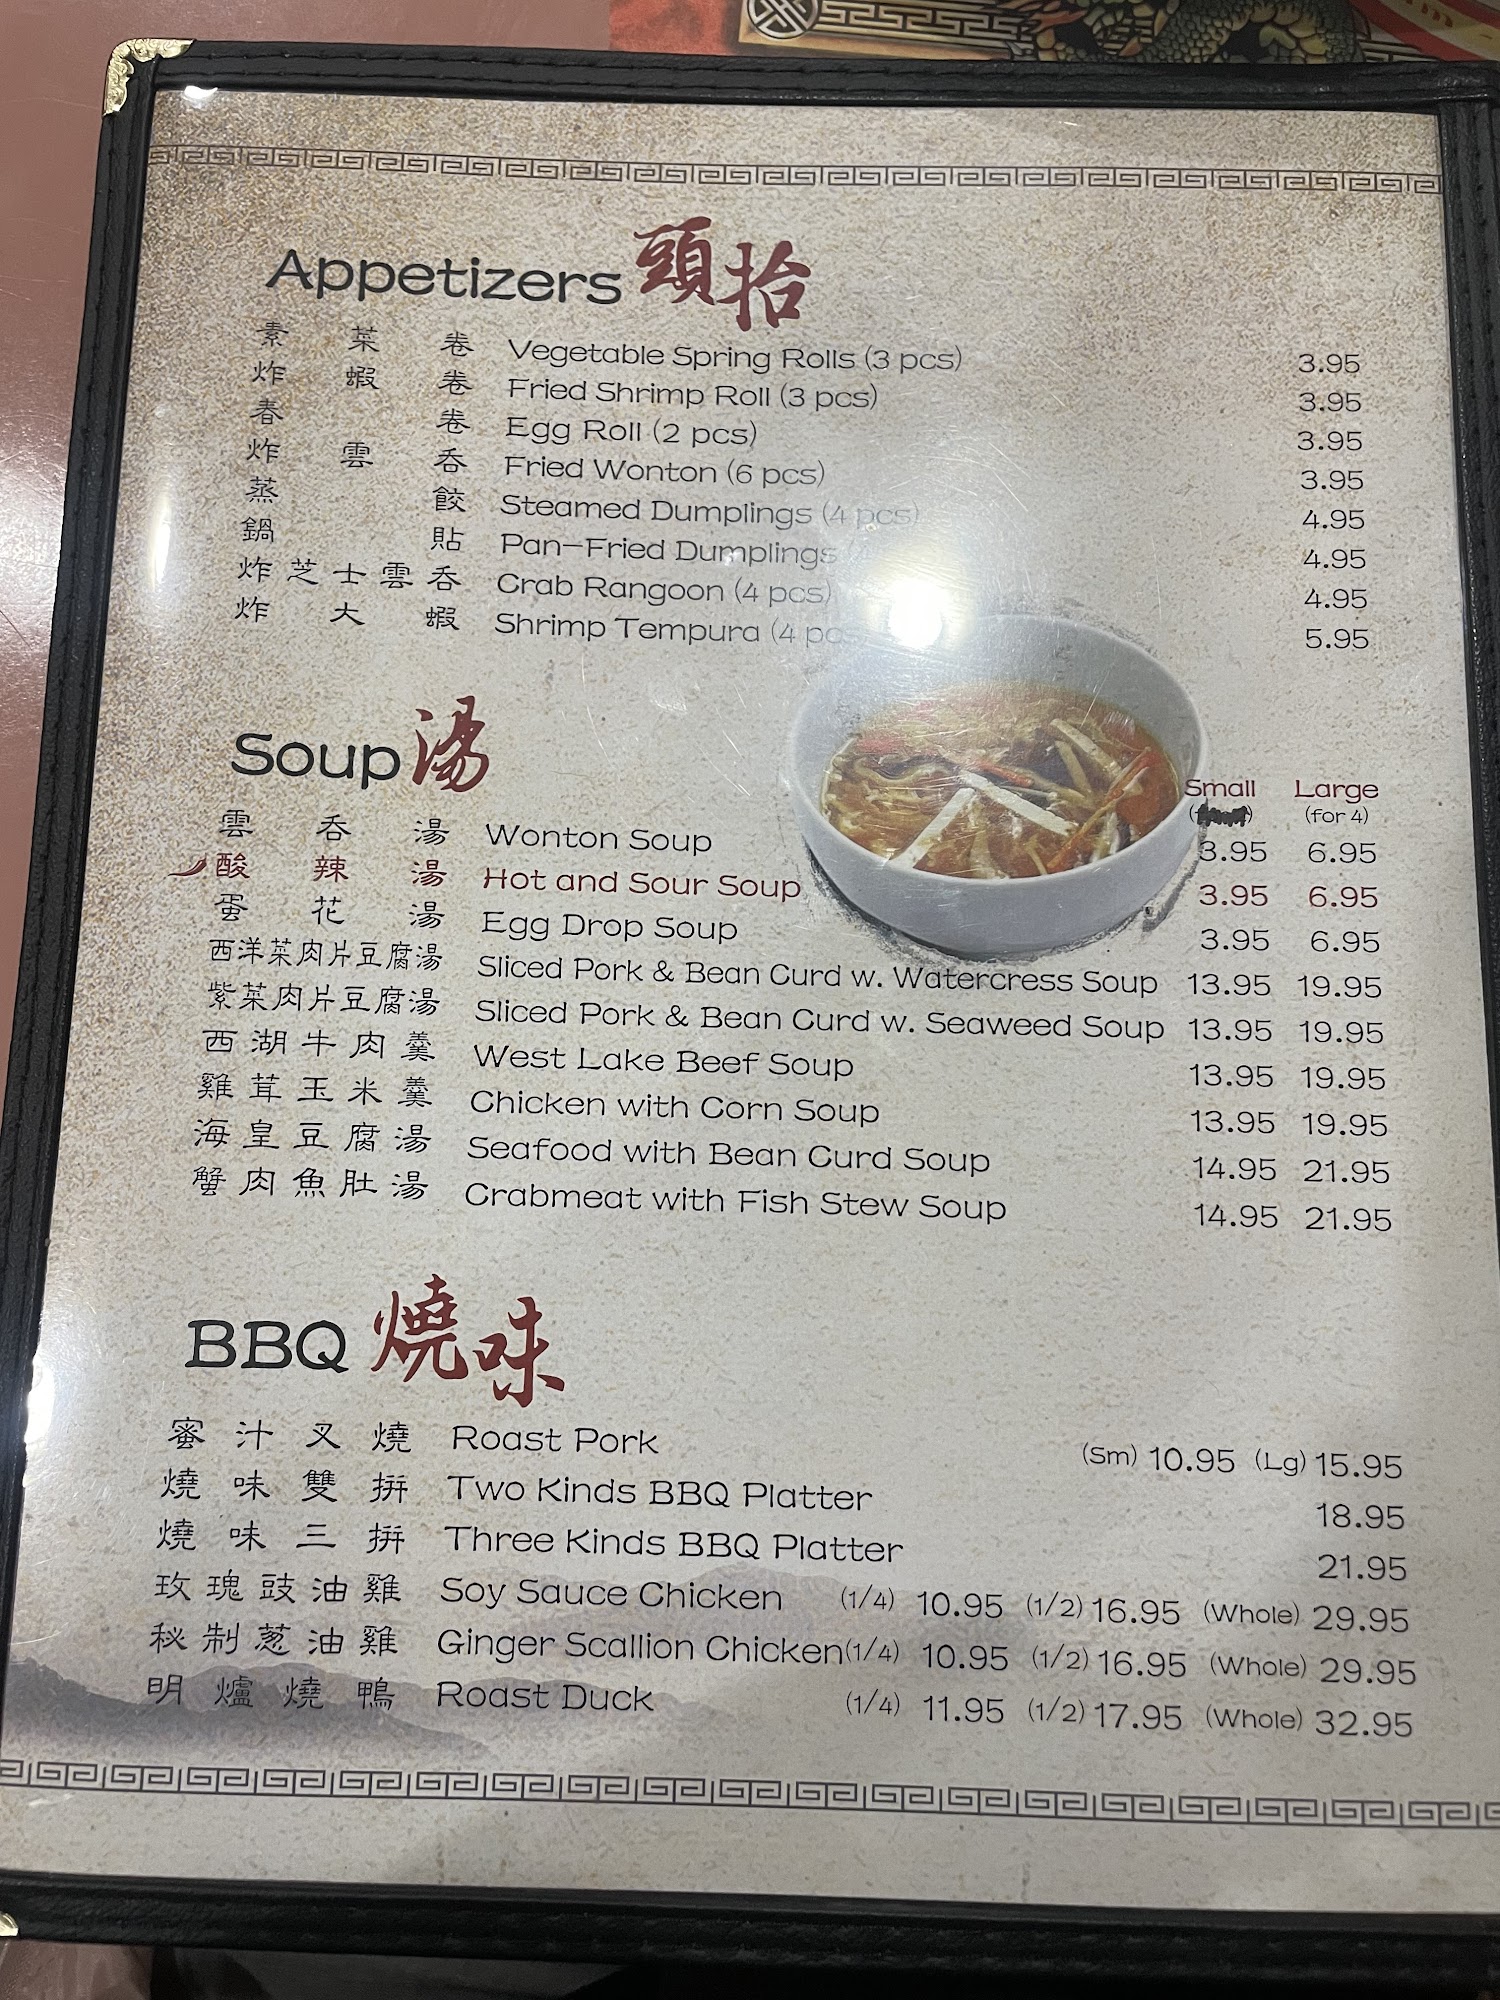 Appetizers 頭抬
素菜卷 Vegetable Spring Rolls (3 pcs) 3.95
炸蝦卷 Fried Shrimp Roll (3 pcs) 3.95
春卷 Egg Roll (2 pcs) 3.95
炸雲吞 Fried Wonton (6 pcs) 3.95
蒸餃 Steamed Dumplings (4 pcs) 4.95
鍋貼 Pan-Fried Dumplings 4.95
炸芝士雲吞 Crab Rangoon (4 pcs) 4.95
炸大蝦 Shrimp Tempura (4 pcs 5.95
Soup 湯
Small Large
(for 4)
雲吞湯 Wonton Soup 3.95 6.95
酸辣湯 Hot and Sour Soup 3.95 6.95
蛋花湯 Egg Drop Soup 3.95 6.95
西洋菜肉片豆腐湯 Sliced Pork & Bean Curd w. Watercress Soup 13.95 19.95
紫菜肉片豆腐湯 Sliced Pork & Bean Curd w. Seaweed Soup 13.95 19.95
西湖牛肉羹 West Lake Beef Soup 13.95 19.95
雞茸玉米羹 Chicken with Corn Soup 13.95 19.95
海皇豆腐湯 Seafood with Bean Curd Soup 14.95 21.95
蟹肉魚肚湯 Crabmeat with Fish Stew Soup 14.95 21.95
BBQ 燒味
蜜汁叉燒 Roast Pork (Sm) 10.95 (Lg) 15.95
燒味雙拼 Two Kinds BBQ Platter 18.95
燒味三拼 Three Kinds BBQ Platter 21.95
玫瑰豉油雞 Soy Sauce Chicken (1/4) 10.95 (1/2) 16.95 (Whole) 29.95
秘制葱油雞 Ginger Scallion Chicken (1/4) 10.95 (1/2) 16.95 (Whole) 29.95
明爐燒鴨 Roast Duck (1/4) 11.95 (1/2) 17.95 (Whole) 32.95